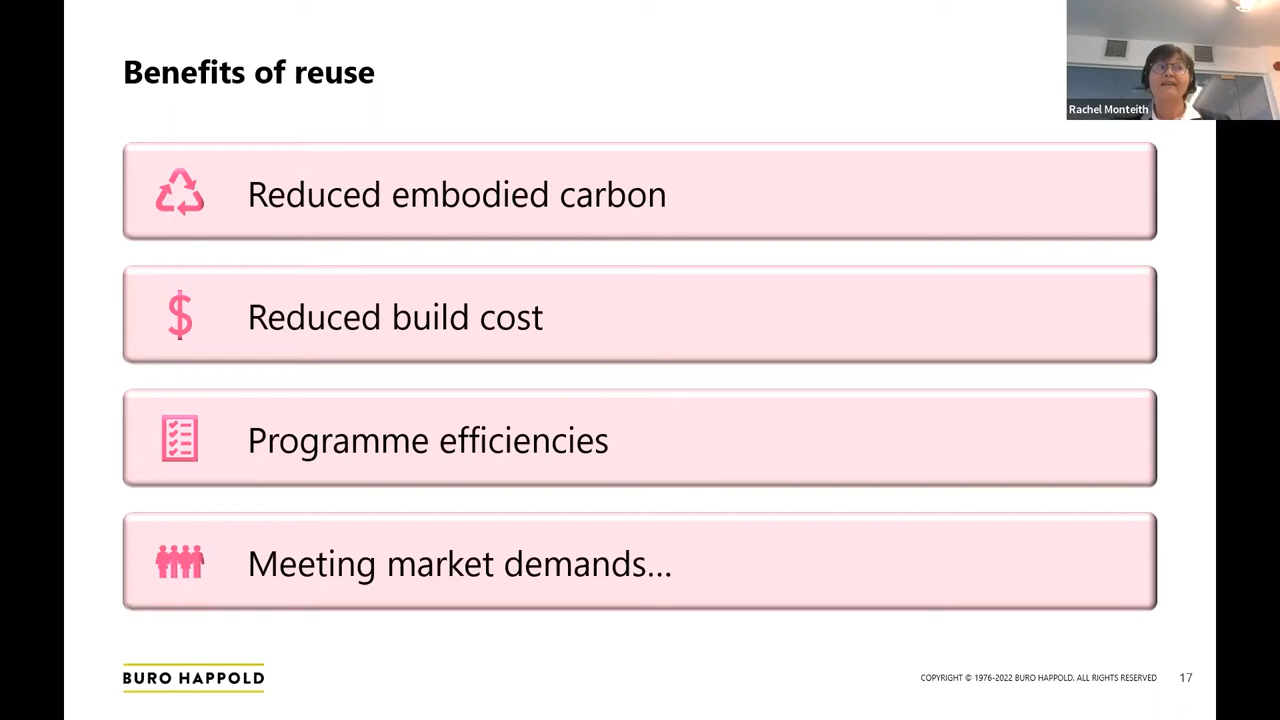 Benefits of reuse
Rachel Monteith
Reduced embodied carbon
$
Reduced build cost
Programme efficiencies
Meeting market demands...
BURO HAPPOLD
COPYRIGHT © 1976-2022 BURO HAPPOLD. ALL RIGHTS RESERVED
17